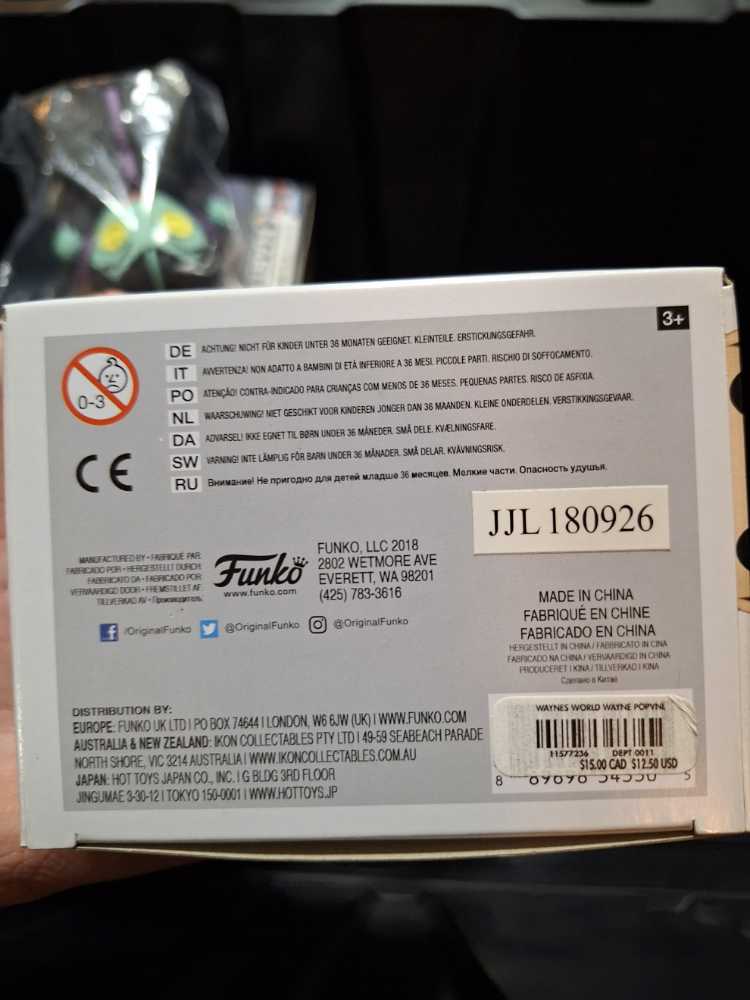 3+
0-3
DE ACHTUNG! NICHT FÜR KINDER UNTER 36 MONATEN GEEIGNET. KLEINTEILE. ERSTICKUNGSGEFAHR.
IT AVVERTENZA! NON ADATTO A BAMBINI DI ETÀ INFERIORE A 36 MESI. PICCOLE PARTI. RISCHIO DI SOFFOCAMENTO.
PO ATENÇÃO! CONTRA-INDICADO PARA CRIANÇAS COM MENOS DE 36 MESES. PEQUENAS PARTES. RISCO DE ASFIXIA.
NL WAARSCHUWING! NIET GESCHIKT VOOR KINDEREN JONGER DAN 36 MAANDEN. KLEINE ONDERDELEN. VERSTIKKINGSGEVAAR.
DA ADVARSEL! IKKE EGNET TIL BØRN UNDER 36 MÅNEDER. SMÅ DELE. KVÆLNINGSFARE.
SW VARNING! INTE LÄMPLIG FÖR BARN UNDER 36 MÅNADER. SMÅ DELAR. KVÄVNINGSRISK.
RU Внимание! Не пригодно для детей младше 36 месяцев. Мелкие части. Опасность удушья.
CE
JJL 180926
MANUFACTURED BY • FABRIQUÉ PAR
FABRICADO POR • HERGESTELLT DURCH
FABBRICATO DA • FABRICADO POR
VERVAARDIGD DOOR • FREMSTILLET AF
TILLVERKAD AV • Производитель
Funko
www.funko.com
FUNKO, LLC 2018
2802 WETMORE AVE
EVERETT, WA 98201
(425) 783-3616
/OriginalFunko @OriginalFunko @OriginalFunko
MADE IN CHINA
FABRIQUÉ EN CHINE
FABRICADO EN CHINA
HERGESTELLT IN CHINA / FABBRICATO IN CINA
FABRICADO NA CHINA / VERVAARDIGD IN CHINA
PRODUCERET I KINA / TILLVERKAD I KINA
Сделано в Китае
DISTRIBUTION BY:
EUROPE: FUNKO UK LTD | PO BOX 74644 | LONDON, W6 6JW (UK) | WWW.FUNKO.COM
AUSTRALIA & NEW ZEALAND: IKON COLLECTABLES PTY LTD | 49-59 SEABEACH PARADE
NORTH SHORE, VIC 3214 AUSTRALIA | WWW.IKONCOLLECTABLES.COM.AU
JAPAN: HOT TOYS JAPAN CO., INC. | G BLDG 3RD FLOOR
JINGUMAE 3-30-12 | TOKYO 150-0001 | WWW.HOTTOYS.JP
WAYNES WORLD WAYNE POPVNL
11577236 DEPT 0011
$15.00 CAD $12.50 USD
8 5